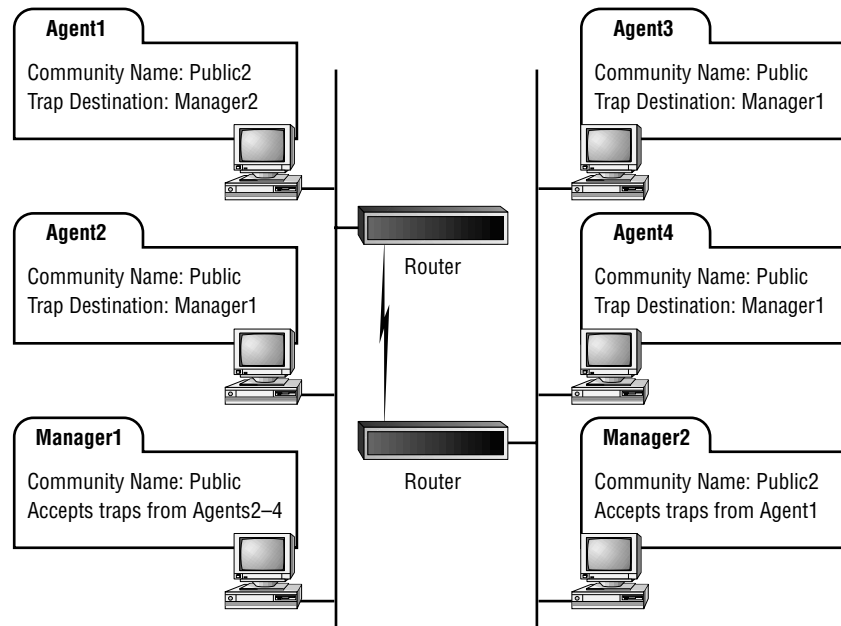 Agent1
Community Name: Public2
Trap Destination: Manager2
Agent2
Community Name: Public
Trap Destination: Manager1
Manager1
Community Name: Public
Accepts traps from Agents2–4
Router
Router
Agent3
Community Name: Public
Trap Destination: Manager1
Agent4
Community Name: Public
Trap Destination: Manager1
Manager2
Community Name: Public2
Accepts traps from Agent1